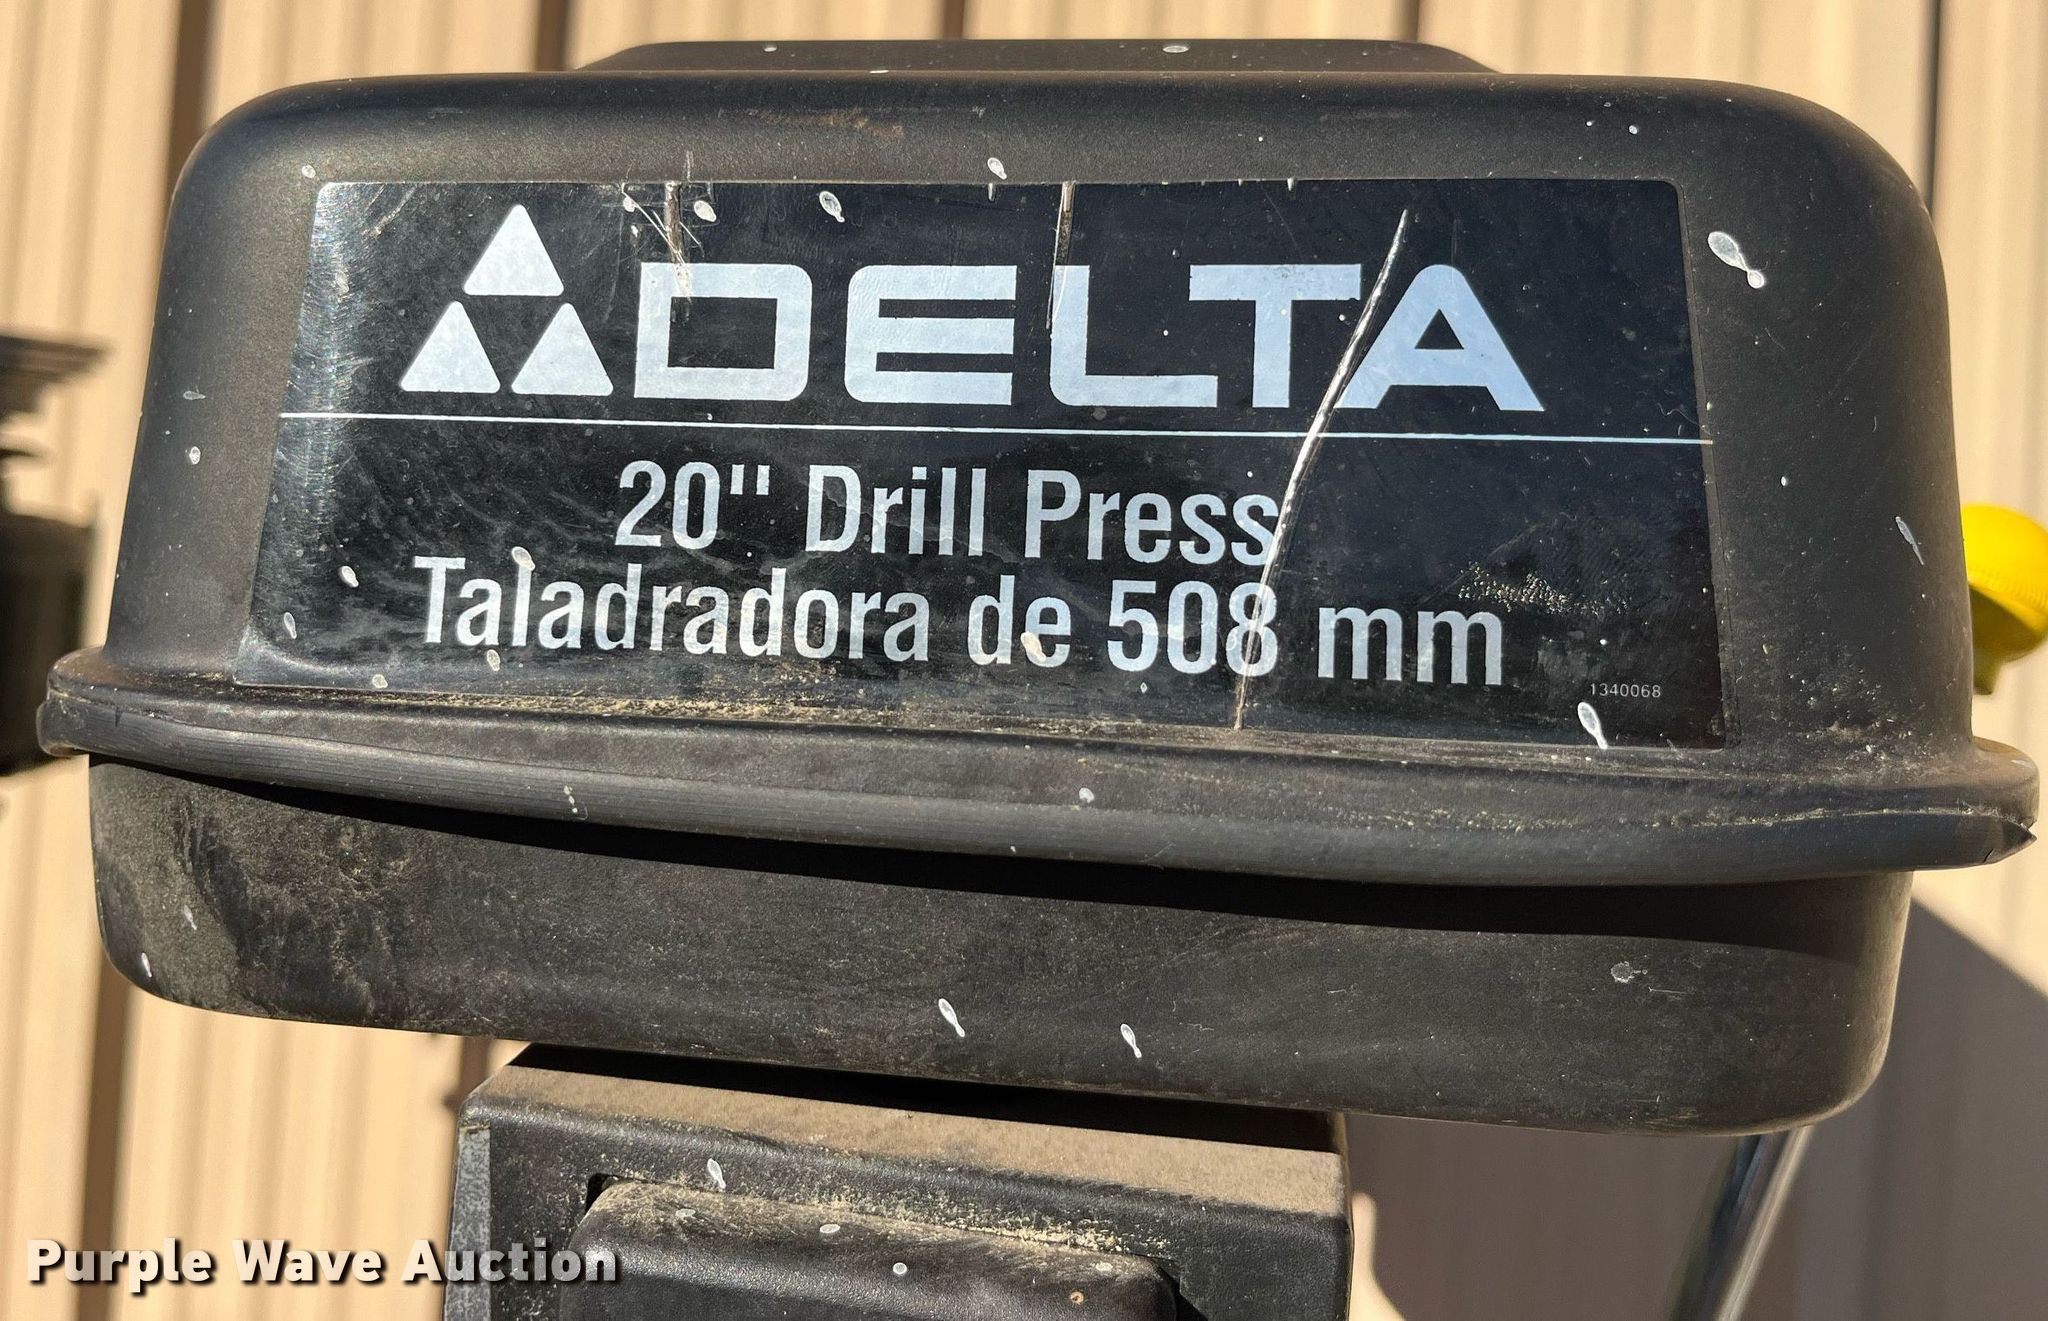 DELTA
20" Drill Press
Taladradora de 508 mm
1340068
Purple Wave Auction